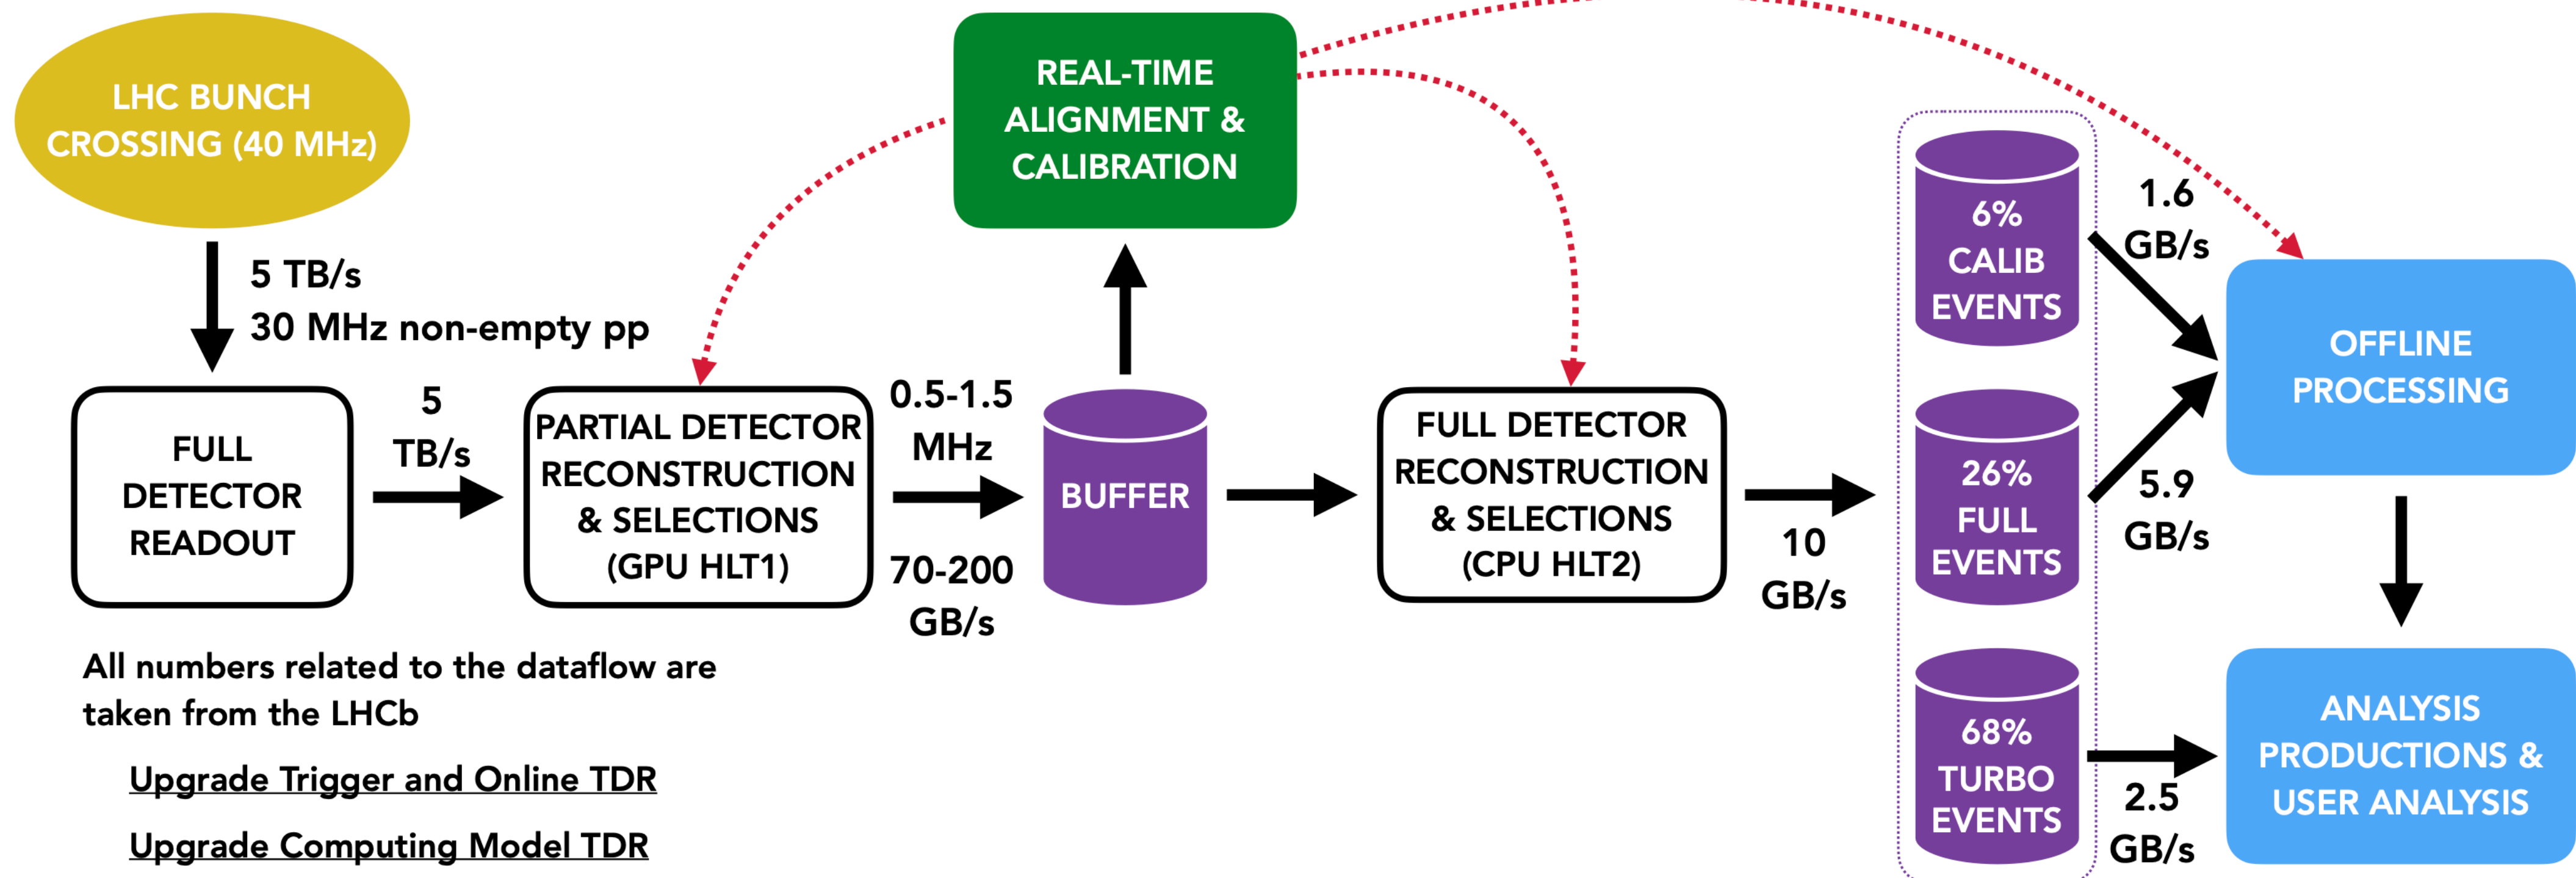 LHC BUNCH
CROSSING (40 MHz)
5 TB/s
30 MHz non-empty pp
FULL
DETECTOR
READOUT
5
TB/s
PARTIAL DETECTOR
RECONSTRUCTION
& SELECTIONS
(GPU HLT1)
0.5-1.5
MHz
70-200
GB/s
BUFFER
REAL-TIME
ALIGNMENT &
CALIBRATION
FULL DETECTOR
RECONSTRUCTION
& SELECTIONS
(CPU HLT2)
10
GB/s
6%
CALIB
EVENTS
26%
FULL
EVENTS
68%
TURBO
EVENTS
1.6
GB/s
5.9
GB/s
2.5
GB/s
OFFLINE
PROCESSING
ANALYSIS
PRODUCTIONS &
USER ANALYSIS
All numbers related to the dataflow are
taken from the LHCb
Upgrade Trigger and Online TDR
Upgrade Computing Model TDR